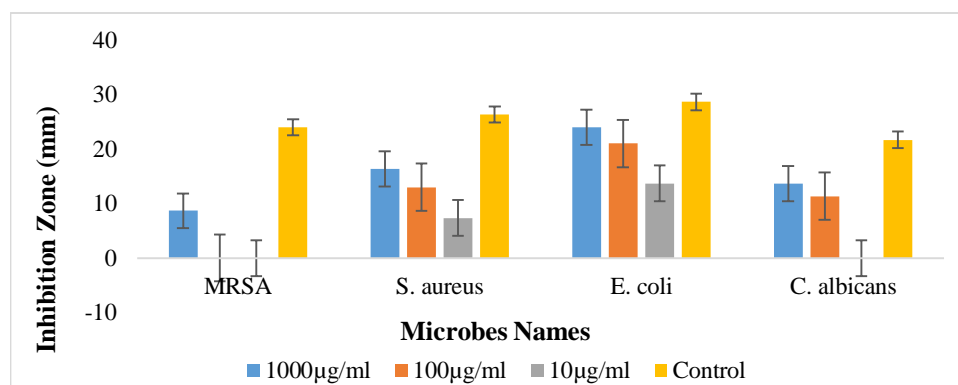 40
30
20
10
0
-10
Inhibition Zone (mm)
MRSA S. aureus E. coli C. albicans
Microbes Names
1000µg/ml 100µg/ml 10µg/ml Control